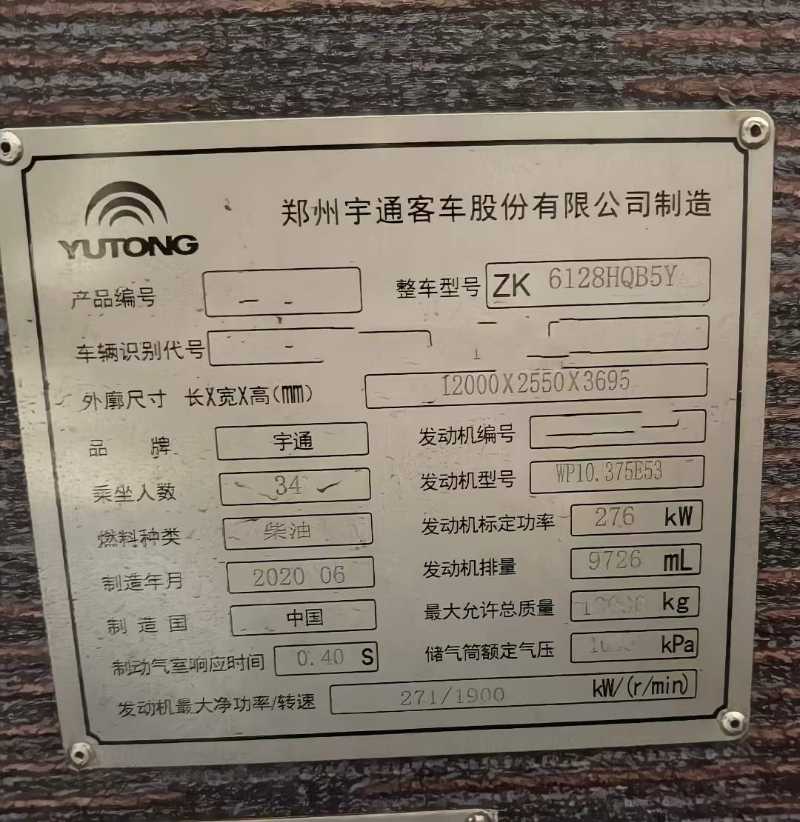 YUTONG 郑州宇通客车股份有限公司制造
产品编号 整车型号 ZK 6128HQB5Y
车辆识别代号
外廓尺寸 长X宽X高(mm) 12000X2550X3695
品 牌 宇通 发动机编号
乘坐人数 34 发动机型号 WP10.375E53
燃料种类 柴油 发动机标定功率 276 kW
制造年月 2020 06 发动机排量 9726 mL
制造国 中国 最大允许总质量 kg
制动气室响应时间 0.40 S 储气筒额定气压 kPa
发动机最大净功率/转速 271/1900 kW/(r/min)